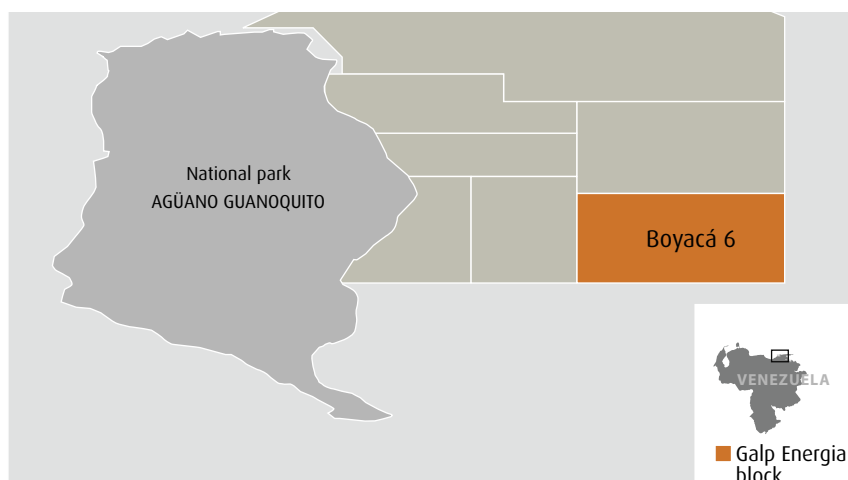 National park
AGÜANO GUANOQUITO
Boyacá 6
VENEZUELA
Galp Energia
block